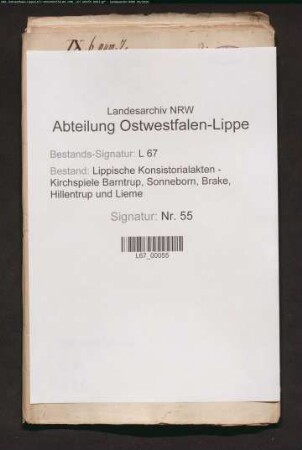 Landesarchiv NRW
Abteilung Ostwestfalen-Lippe
Bestands-Signatur: L 67
Bestand: Lippische Konsistorialakten -
Kirchspiele Barntrup, Sonneborn, Brake,
Hillentrup und Lieme
Signatur: Nr. 55
L67_00055